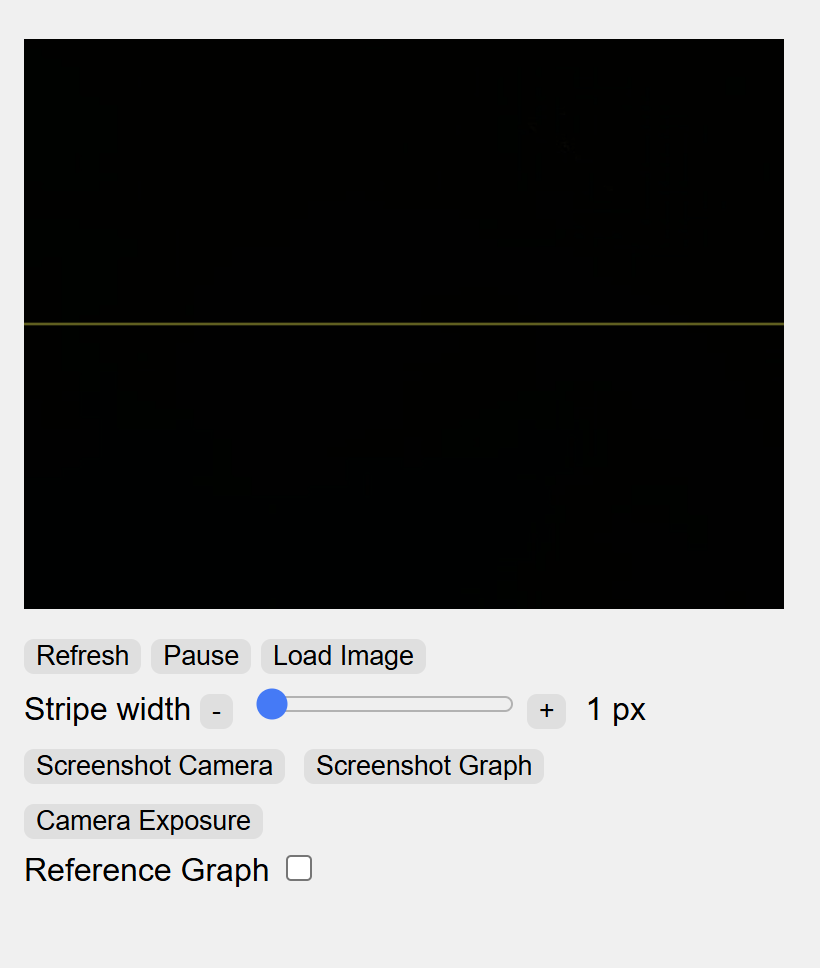 Refresh Pause Load Image
Stripe width - + 1 px
Screenshot Camera Screenshot Graph
Camera Exposure
Reference Graph